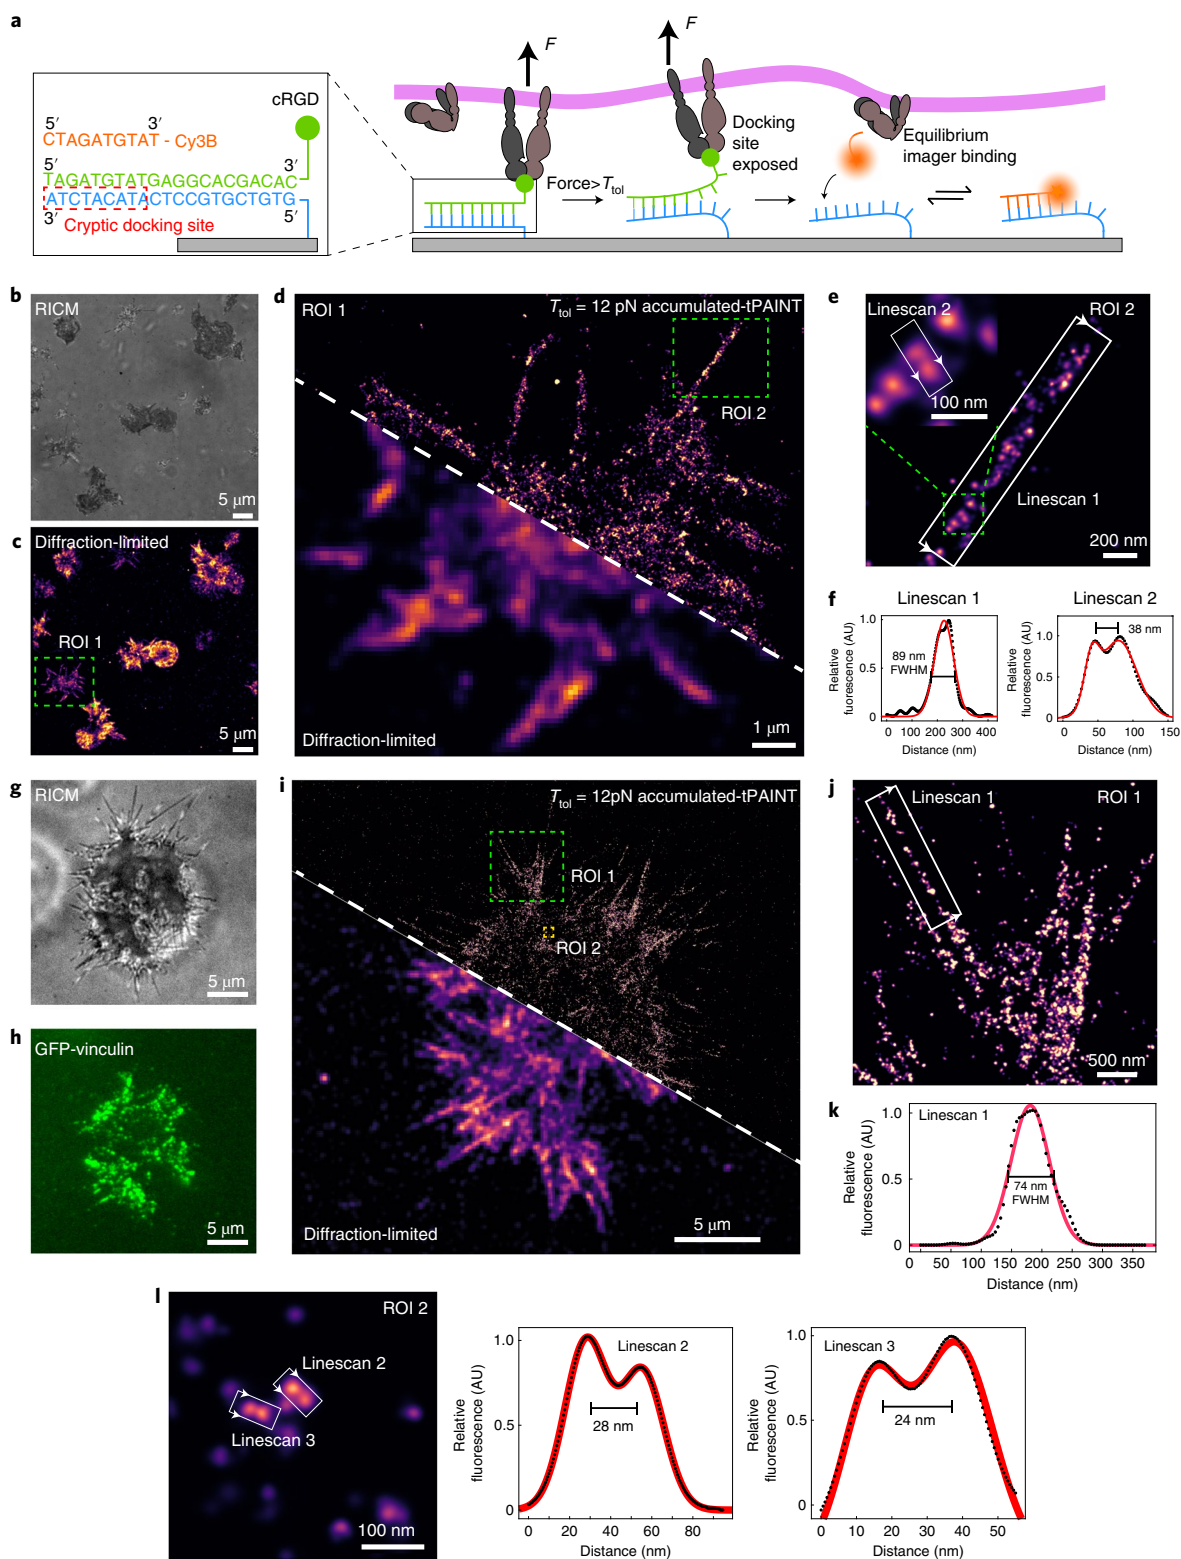 a
F
F
cRGD
5′ 3′
CTAGATGTAT - Cy3B
5′ 3′
TAGATGTATGAGGCACGACAC
ATCTACATACTCCGTGCTGTG
3′ 5′
Cryptic docking site
Force>Ttol
Docking
site
exposed
Equilibrium
imager binding
b
RICM
5 μm
c
Diffraction-limited
ROI 1
5 μm
d
ROI 1
Ttol = 12 pN accumulated-tPAINT
ROI 2
Diffraction-limited
1 μm
e
Linescan 2
ROI 2
100 nm
Linescan 1
200 nm
f
Linescan 1
Relative
fluorescence (AU)
1.0
0.5
0
89 nm
FWHM
0 100 200 300 400
Distance (nm)
Linescan 2
Relative
fluorescence (AU)
1.0
0.5
0
38 nm
0 50 100 150
Distance (nm)
g
RICM
5 μm
h
GFP-vinculin
5 μm
i
Ttol = 12pN accumulated-tPAINT
ROI 1
ROI 2
Diffraction-limited
5 μm
j
Linescan 1
ROI 1
500 nm
k
Linescan 1
Relative
fluorescence (AU)
1.0
0.5
0
74 nm
FWHM
0 50 100 150 200 250 300 350
Distance (nm)
l
ROI 2
Linescan 2
Linescan 3
100 nm
Relative
fluorescence (AU)
1.0
0.5
0
Linescan 2
28 nm
0 20 40 60 80
Distance (nm)
Relative
fluorescence (AU)
1.0
0.5
0
Linescan 3
24 nm
0 10 20 30 40 50
Distance (nm)